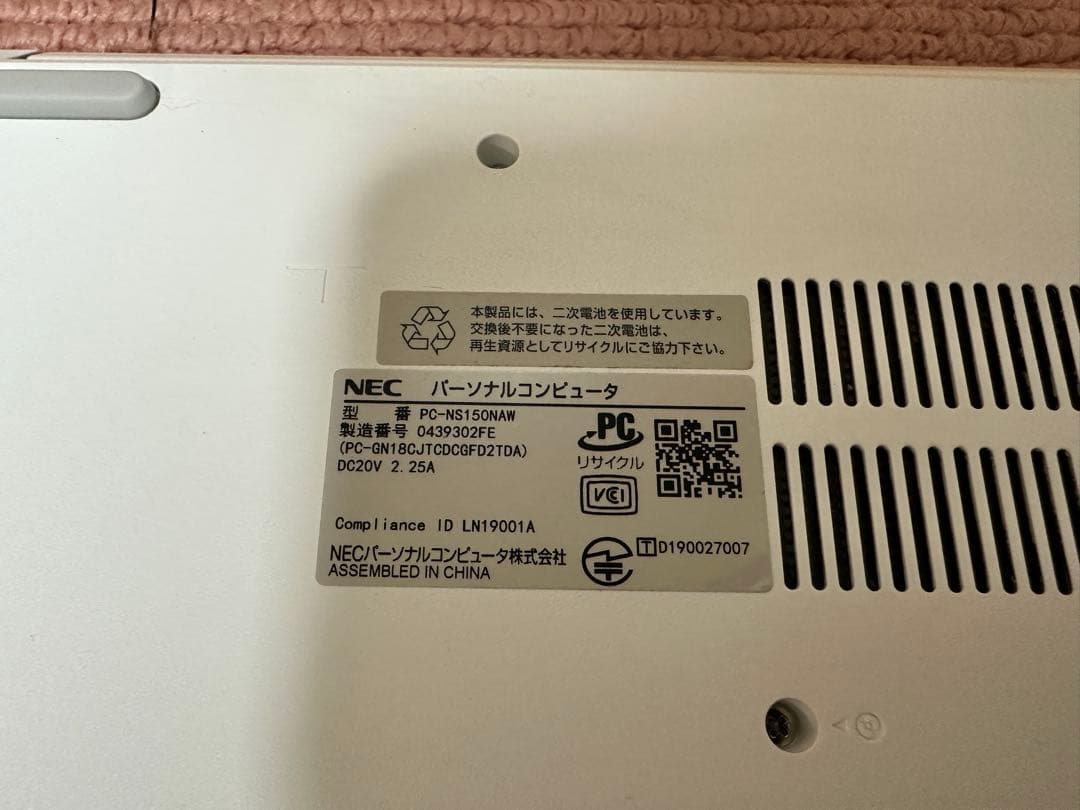 本製品には、二次電池を使用しています。
交換後不要になった二次電池は、
再生資源としてリサイクルにご協力下さい。
NEC パーソナルコンピュータ
型 番 PC-NS150NAW
製造番号 0439302FE
(PC-GN18CJTCDCGFD2TDA)
DC20V 2.25A
PC
リサイクル
VCI
Compliance ID LN19001A
NECパーソナルコンピュータ株式会社
ASSEMBLED IN CHINA
T D190027007